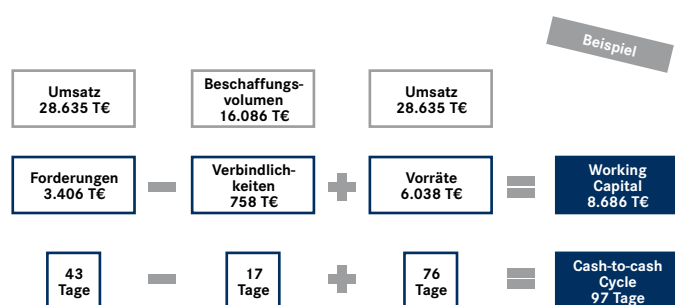 Beispiel
Umsatz
28.635 T€
Beschaffungs-
volumen
16.086 T€
Umsatz
28.635 T€
Forderungen
3.406 T€
Verbindlich-
keiten
758 T€
Vorräte
6.038 T€
Working
Capital
8.686 T€
43
Tage
17
Tage
76
Tage
Cash-to-cash
Cycle
97 Tage